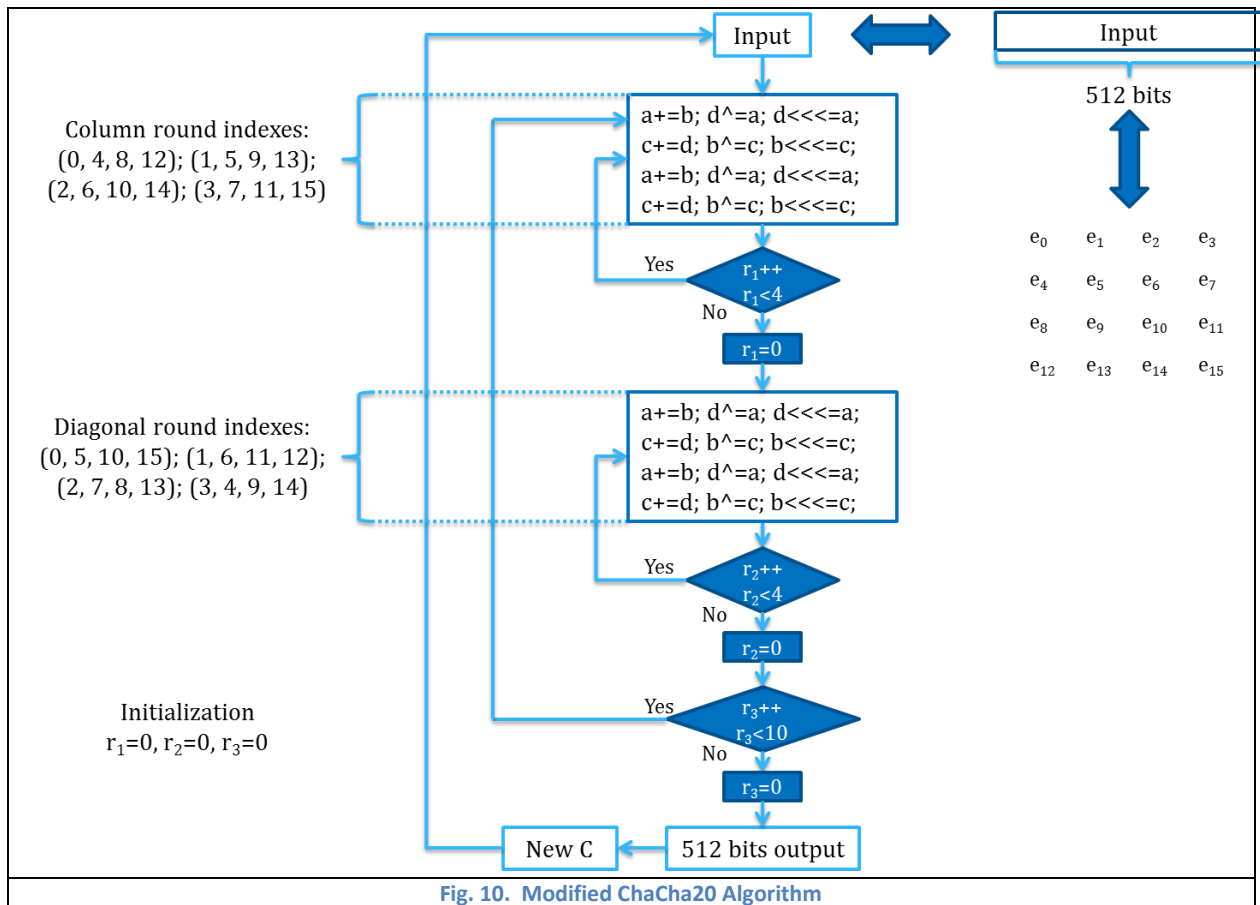 Input
Input
512 bits
Column round indexes:
(0, 4, 8, 12); (1, 5, 9, 13);
(2, 6, 10, 14); (3, 7, 11, 15)
a+=b; d^=a; d<<<=a;
c+=d; b^=c; b<<<=c;
a+=b; d^=a; d<<<=a;
c+=d; b^=c; b<<<=c;
e₀ e₁ e₂ e₃
e₄ e₅ e₆ e₇
e₈ e₉ e₁₀ e₁₁
e₁₂ e₁₃ e₁₄ e₁₅
Yes
r₁++
r₁<4
No
r₁=0
Diagonal round indexes:
(0, 5, 10, 15); (1, 6, 11, 12);
(2, 7, 8, 13); (3, 4, 9, 14)
a+=b; d^=a; d<<<=a;
c+=d; b^=c; b<<<=c;
a+=b; d^=a; d<<<=a;
c+=d; b^=c; b<<<=c;
Yes
r₂++
r₂<4
No
r₂=0
Initialization
r₁=0, r₂=0, r₃=0
Yes
r₃++
r₃<10
No
r₃=0
New C
512 bits output
Fig. 10. Modified ChaCha20 Algorithm